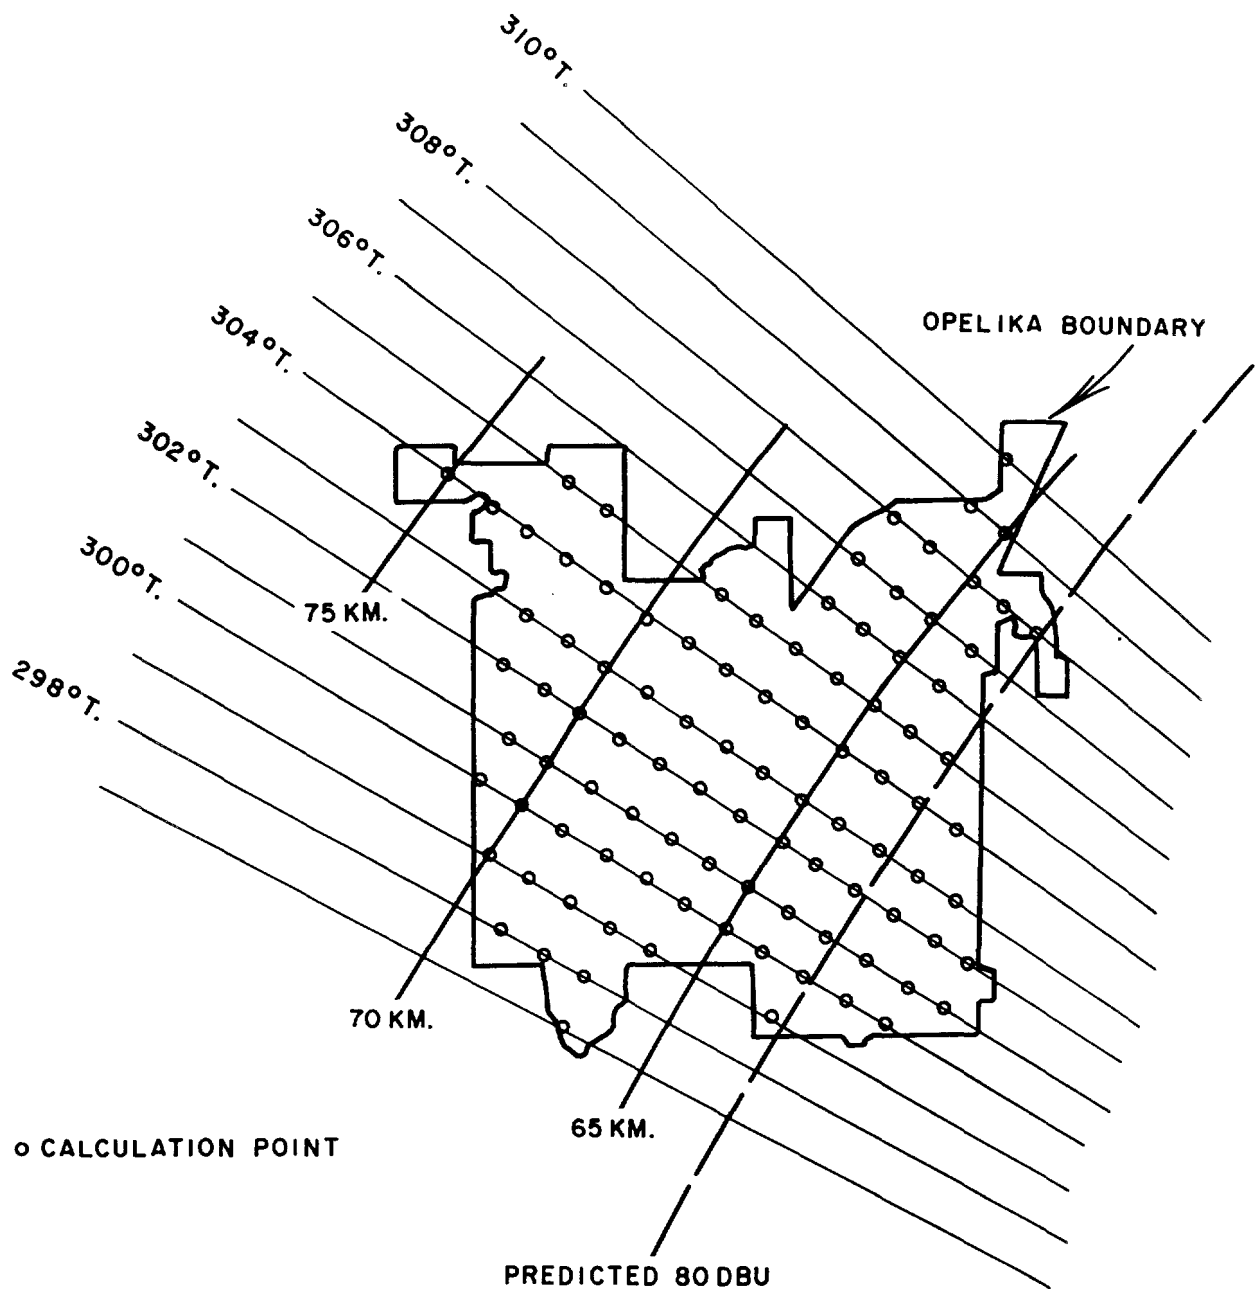 310°T.
308°T.
306°T.
304°T.
OPELIKA BOUNDARY
302°T.
300°T.
75 KM.
298°T.
70 KM.
65 KM.
o CALCULATION POINT
PREDICTED 80 DBU